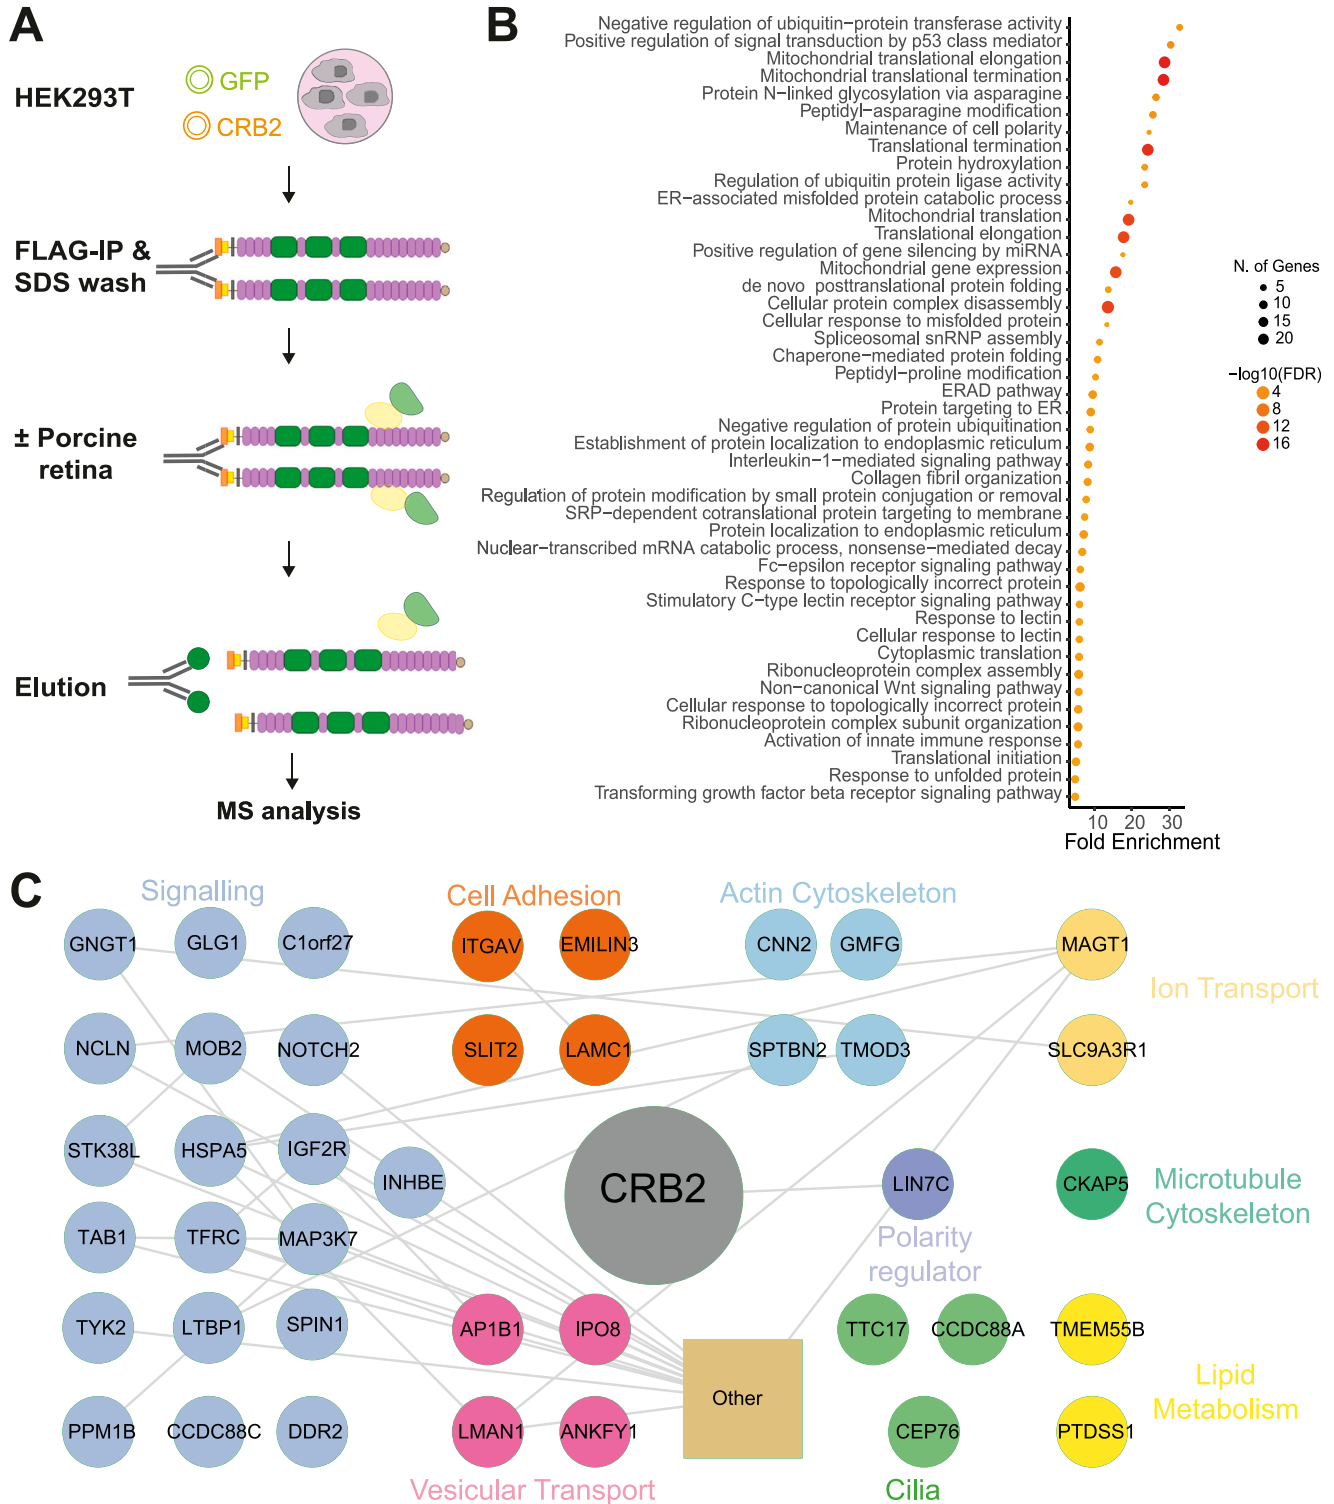 A
HEK293T
GFP
CRB2
FLAG-IP &
SDS wash
± Porcine
retina
Elution
MS analysis
B
Negative regulation of ubiquitin−protein transferase activity
Positive regulation of signal transduction by p53 class mediator
Mitochondrial translational elongation
Mitochondrial translational termination
Protein N−linked glycosylation via asparagine
Peptidyl−asparagine modification
Maintenance of cell polarity
Translational termination
Protein hydroxylation
Regulation of ubiquitin protein ligase activity
ER−associated misfolded protein catabolic process
Mitochondrial translation
Translational elongation
Positive regulation of gene silencing by miRNA
Mitochondrial gene expression
de novo posttranslational protein folding
Cellular protein complex disassembly
Cellular response to misfolded protein
Spliceosomal snRNP assembly
Chaperone−mediated protein folding
Peptidyl−proline modification
ERAD pathway
Protein targeting to ER
Negative regulation of protein ubiquitination
Establishment of protein localization to endoplasmic reticulum
Interleukin−1−mediated signaling pathway
Collagen fibril organization
Regulation of protein modification by small protein conjugation or removal
SRP−dependent cotranslational protein targeting to membrane
Protein localization to endoplasmic reticulum
Nuclear−transcribed mRNA catabolic process, nonsense−mediated decay
Fc−epsilon receptor signaling pathway
Response to topologically incorrect protein
Stimulatory C−type lectin receptor signaling pathway
Response to lectin
Cellular response to lectin
Cytoplasmic translation
Ribonucleoprotein complex assembly
Non−canonical Wnt signaling pathway
Cellular response to topologically incorrect protein
Ribonucleoprotein complex subunit organization
Activation of innate immune response
Translational initiation
Response to unfolded protein
Transforming growth factor beta receptor signaling pathway
10 20 30
Fold Enrichment
N. of Genes
5
10
15
20
−log10(FDR)
4
8
12
16
C
Signalling
Cell Adhesion
Actin Cytoskeleton
GNGT1 GLG1 C1orf27 ITGAV EMILIN3 CNN2 GMFG MAGT1
Ion Transport
NCLN MOB2 NOTCH2 SLIT2 LAMC1 SPTBN2 TMOD3 SLC9A3R1
STK38L HSPA5 IGF2R INHBE CRB2 LIN7C CKAP5
Microtubule
Cytoskeleton
Polarity
regulator
TAB1 TFRC MAP3K7
TYK2 LTBP1 SPIN1 AP1B1 IPO8 TTC17 CCDC88A TMEM55B
Other
Lipid
Metabolism
PPM1B CCDC88C DDR2 LMAN1 ANKFY1 CEP76 PTDSS1
Vesicular Transport
Cilia